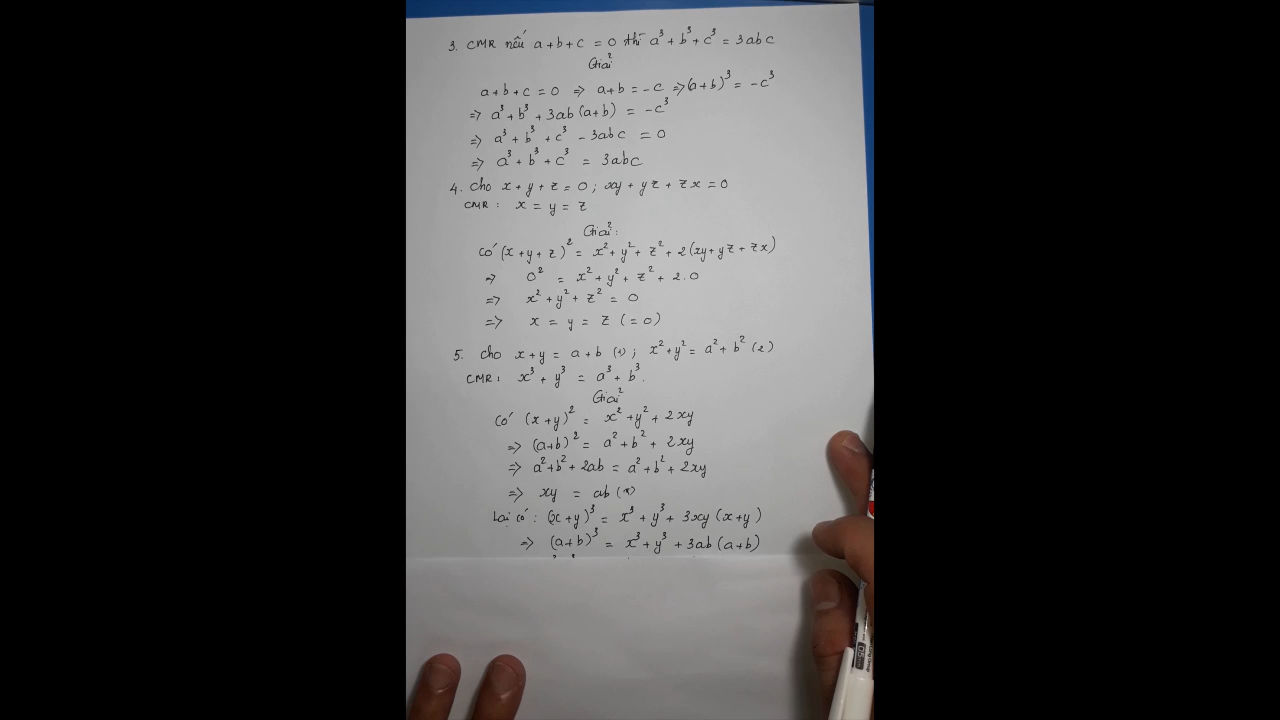 3. CMR nếu a+b+c = 0 thì a³+b³+c³ = 3abc
Giải
a+b+c = 0 => a+b = -c => (a+b)³ = -c³
=> a³+b³+3ab(a+b) = -c³
=> a³+b³+c³ - 3abc = 0
=> a³+b³+c³ = 3abc
4. Cho x+y+z = 0; xy+yz+zx = 0
CMR: x = y = z
Giải:
Có (x+y+z)² = x²+y²+z²+2(xy+yz+zx)
=> 0² = x²+y²+z²+2.0
=> x²+y²+z² = 0
=> x = y = z (=0)
5. Cho x+y = a+b (1); x²+y² = a²+b² (2)
CMR: x³+y³ = a³+b³.
Giải
Có (x+y)² = x²+y²+2xy
=> (a+b)² = a²+b²+2xy
=> a²+b²+2ab = a²+b²+2xy
=> xy = ab (*)
Lại có: (x+y)³ = x³+y³+3xy(x+y)
=> (a+b)³ = x³+y³+3ab(a+b)
05